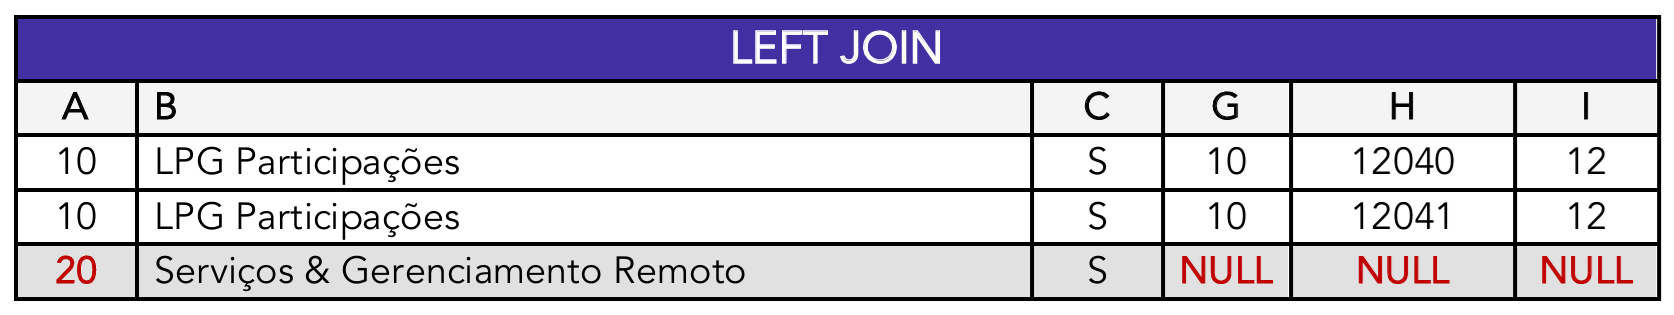 LEFT JOIN
A B C G H I
10 LPG Participações S 10 12040 12
10 LPG Participações S 10 12041 12
20 Serviços & Gerenciamento Remoto S NULL NULL NULL